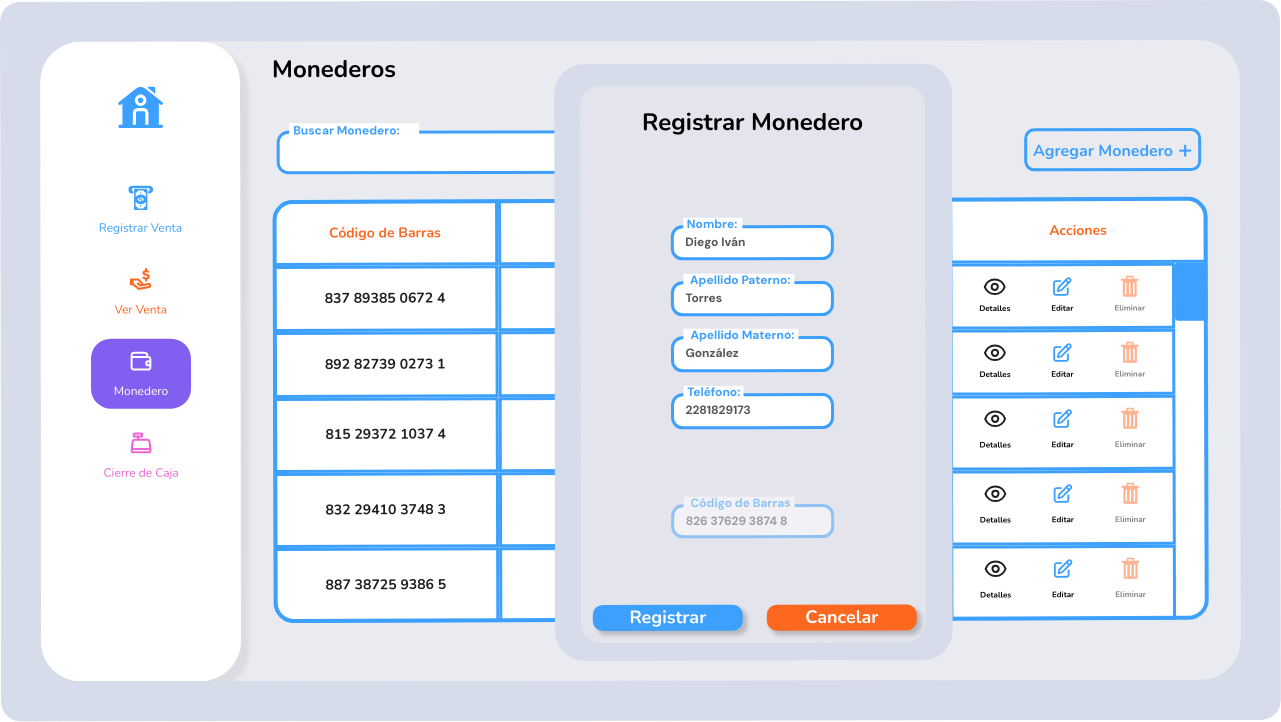 Monederos
Registrar Venta
Ver Venta
Monedero
Cierre de Caja
Buscar Monedero:
Agregar Monedero +
Código de Barras
Acciones
837 89385 0672 4
Detalles Editar Eliminar
892 82739 0273 1
Detalles Editar Eliminar
815 29372 1037 4
Detalles Editar Eliminar
832 29410 3748 3
Detalles Editar Eliminar
887 38725 9386 5
Detalles Editar Eliminar
Registrar Monedero
Nombre:
Diego Iván
Apellido Paterno:
Torres
Apellido Materno:
González
Teléfono:
2281829173
Código de Barras
826 37629 3874 8
Registrar
Cancelar